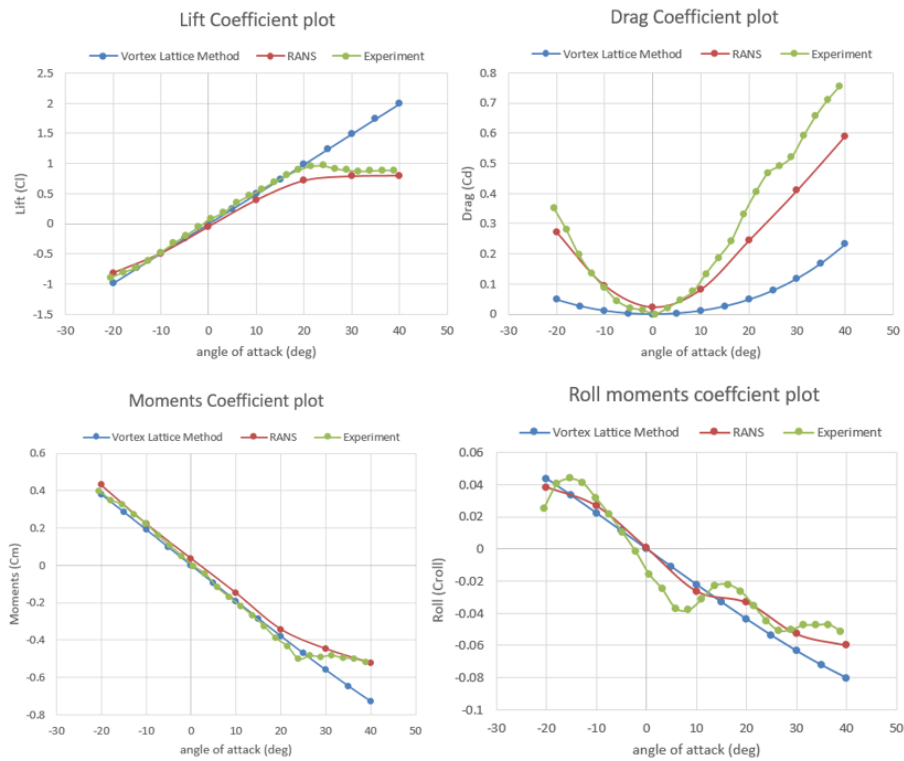 Lift Coefficient plot
Vortex Lattice Method RANS Experiment
2.5
2
1.5
1
0.5
0
-0.5
-1
-1.5
Lift (Cl)
-30 -20 -10 0 10 20 30 40 50
angle of attack (deg)
Drag Coefficient plot
Vortex Lattice Method RANS Experiment
0.8
0.7
0.6
0.5
0.4
0.3
0.2
0.1
0
Drag (Cd)
-30 -20 -10 0 10 20 30 40 50
angle of attack (deg)
Moments Coefficient plot
Vortex Lattice Method RANS Experiment
0.6
0.4
0.2
0
-0.2
-0.4
-0.6
-0.8
Moments (Cm)
-30 -20 -10 0 10 20 30 40 50
angle of attack (deg)
Roll moments coeffcient plot
Vortex Lattice Method RANS Experiment
0.06
0.04
0.02
0
-0.02
-0.04
-0.06
-0.08
-0.1
Roll (Croll)
-30 -20 -10 0 10 20 30 40 50
angle of attack (deg)